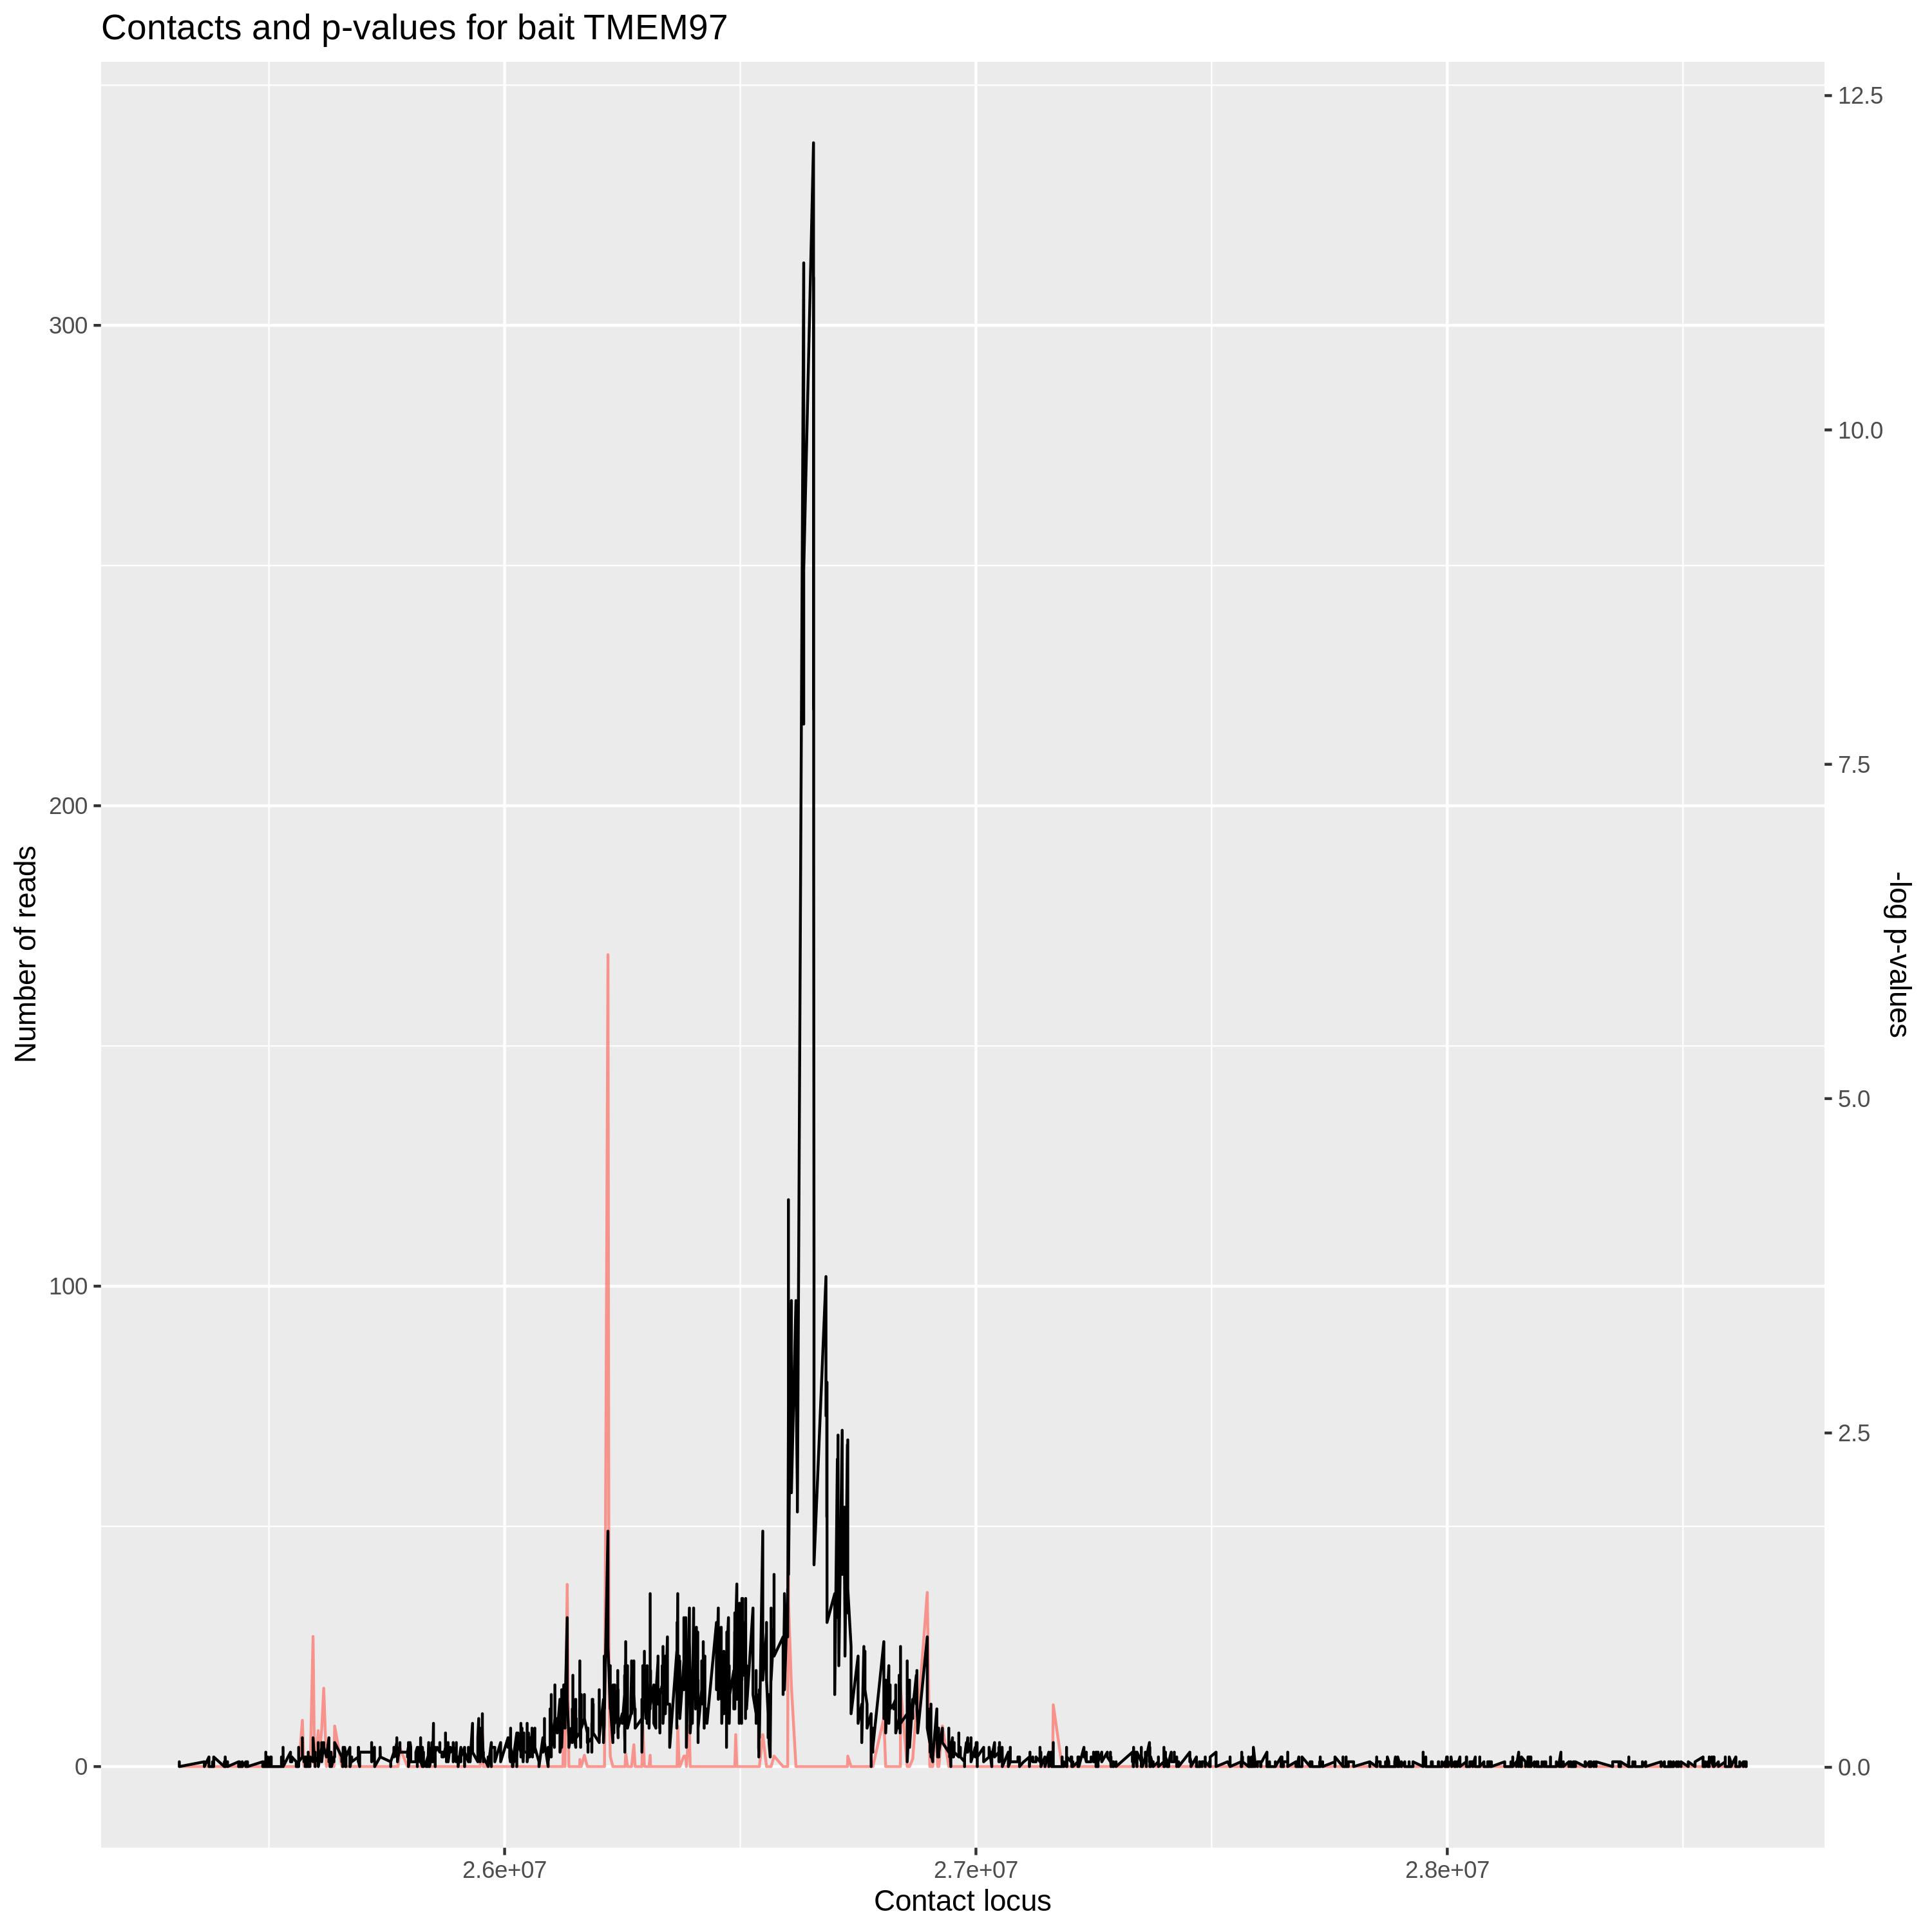 Contacts and p-values for bait TMEM97
12.5
300
10.0
7.5
200
Number of reads
-log p-values
5.0
100
2.5
0
0.0
2.6e+07
2.7e+07
2.8e+07
Contact locus